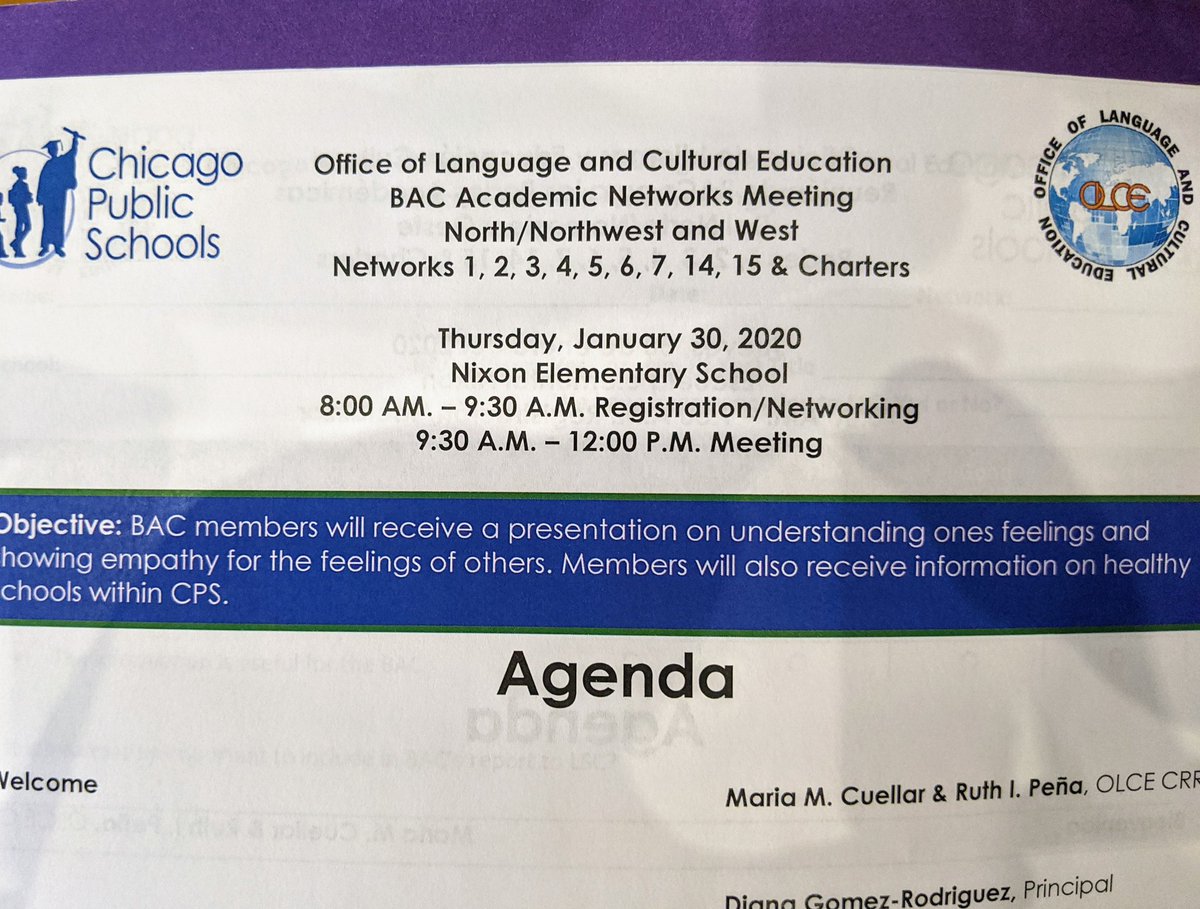 Chicago
Public
Schools
Office of Language and Cultural Education
BAC Academic Networks Meeting
North/Northwest and West
Networks 1, 2, 3, 4, 5, 6, 7, 14, 15 & Charters
OFFICE OF LANGUAGE AND CULTURAL EDUCATION
OLCE
Thursday, January 30, 2020
Nixon Elementary School
8:00 AM. – 9:30 A.M. Registration/Networking
9:30 A.M. – 12:00 P.M. Meeting
Objective: BAC members will receive a presentation on understanding ones feelings and
howing empathy for the feelings of others. Members will also receive information on healthy
chools within CPS.
Agenda
Welcome
Maria M. Cuellar & Ruth I. Peña, OLCE CRR
Diana Gomez-Rodriguez, Principal